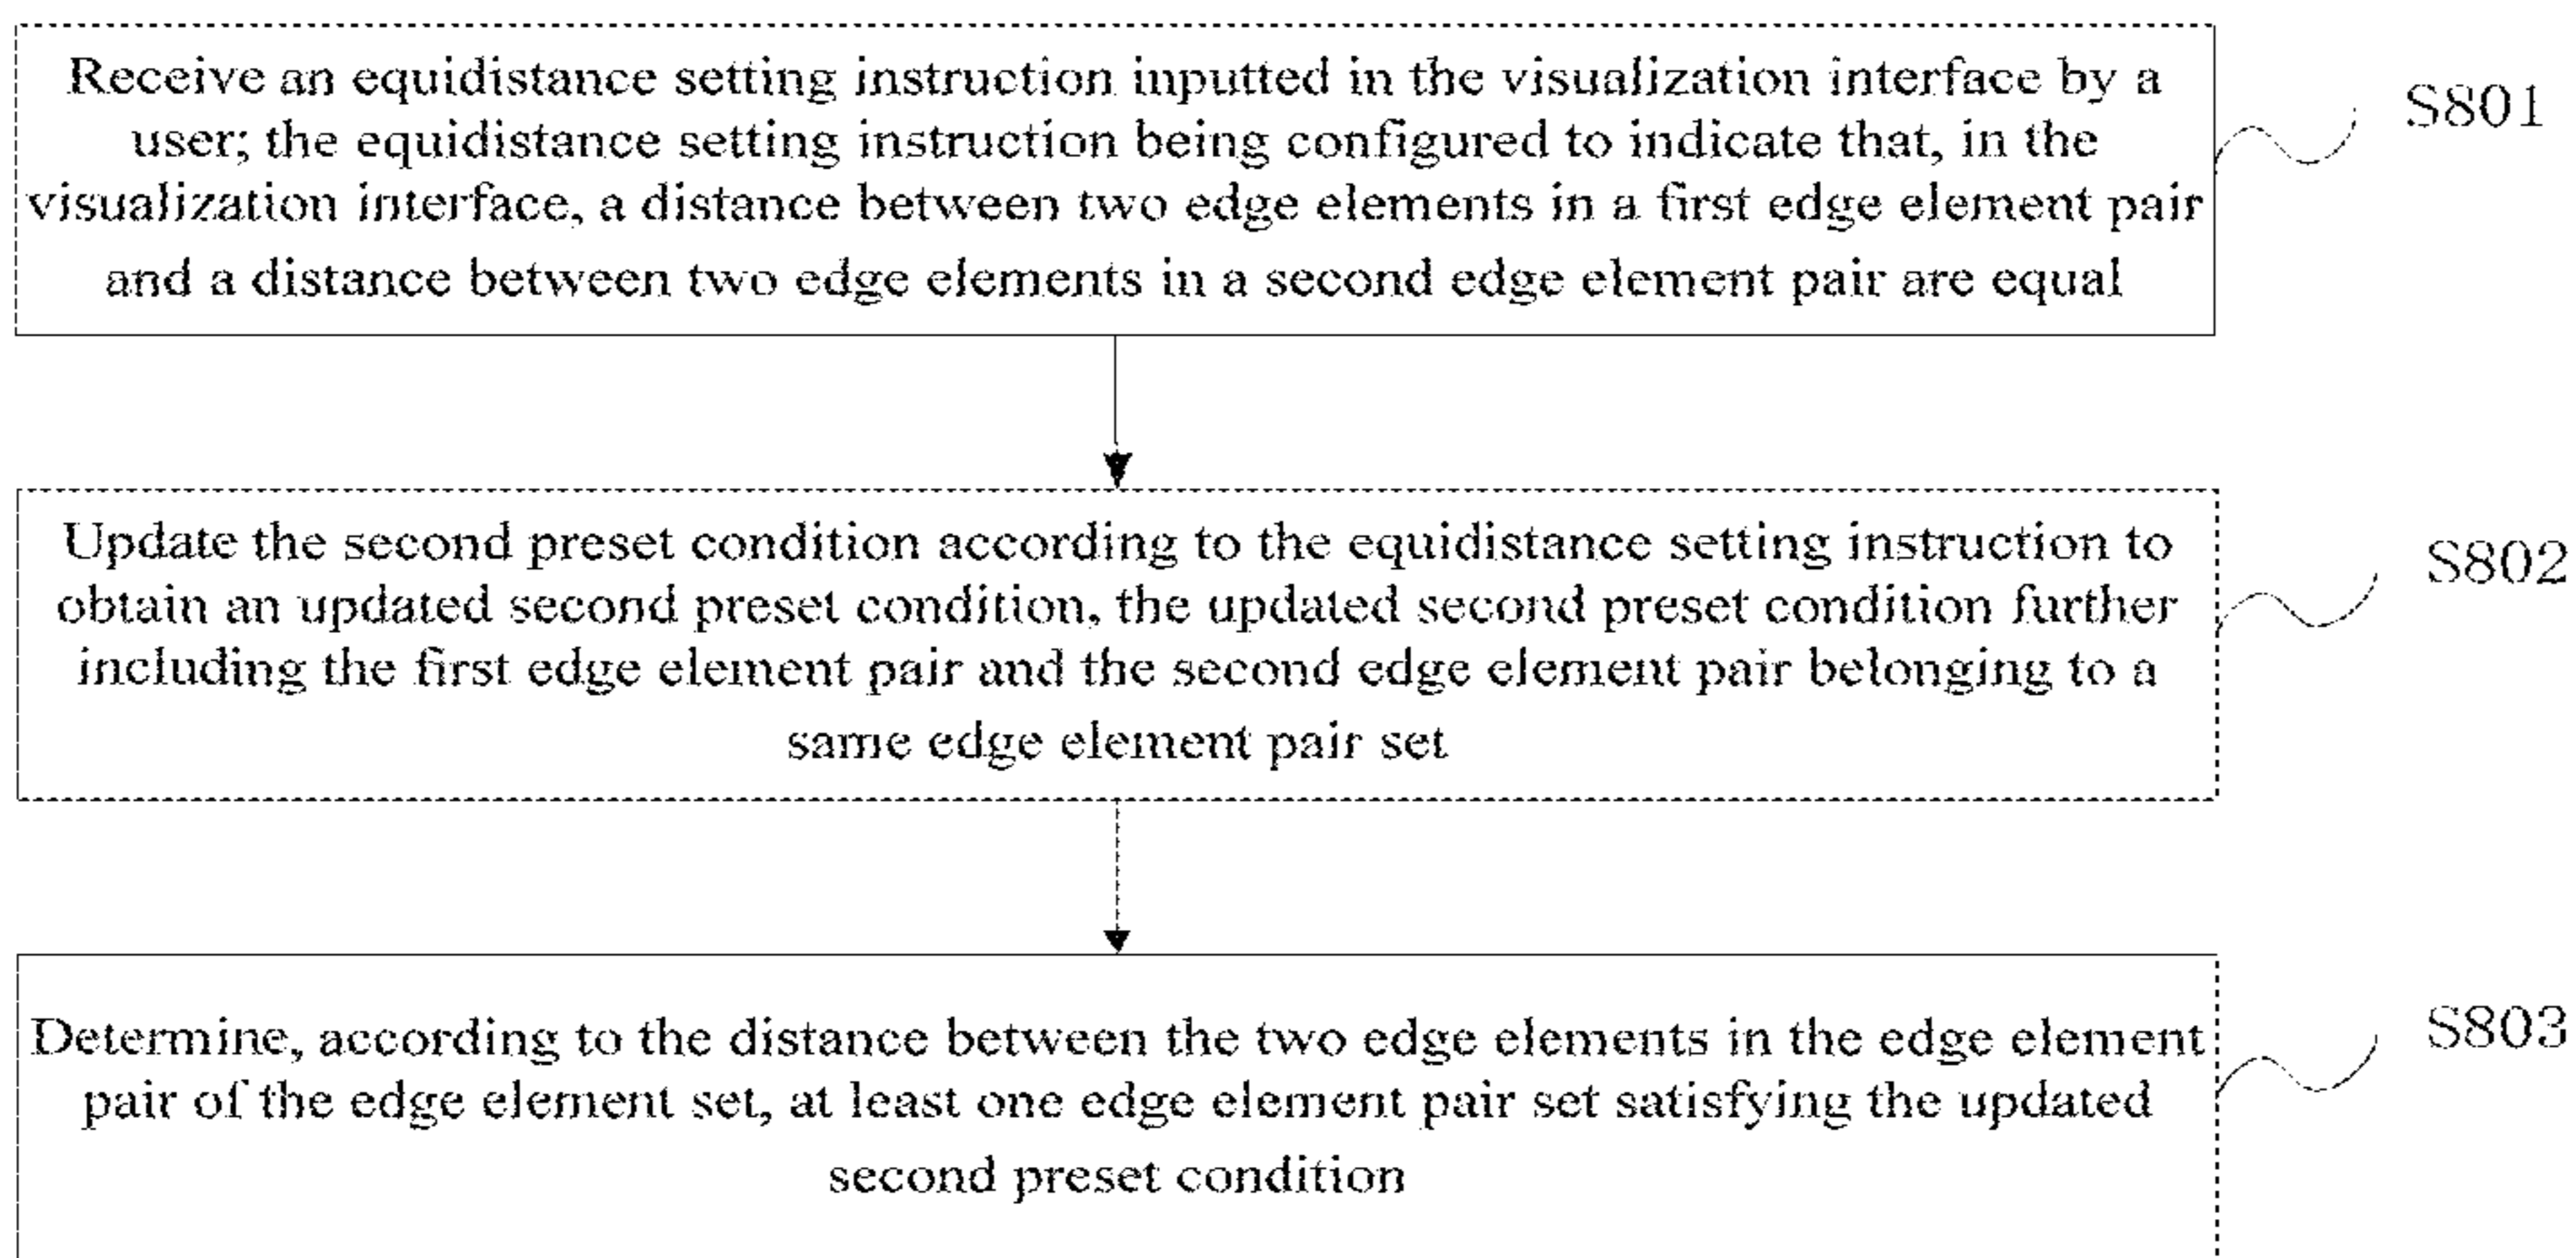 Receive an equidistance setting instruction inputted in the visualization interface by a
user; the equidistance setting instruction being configured to indicate that, in the
visualization interface, a distance between two edge elements in a first edge element pair
and a distance between two edge elements in a second edge element pair are equal
S801
Update the second preset condition according to the equidistance setting instruction to
obtain an updated second preset condition, the updated second preset condition further
including the first edge element pair and the second edge element pair belonging to a
same edge element pair set
S802
Determine, according to the distance between the two edge elements in the edge element
pair of the edge element set, at least one edge element pair set satisfying the updated
second preset condition
S803